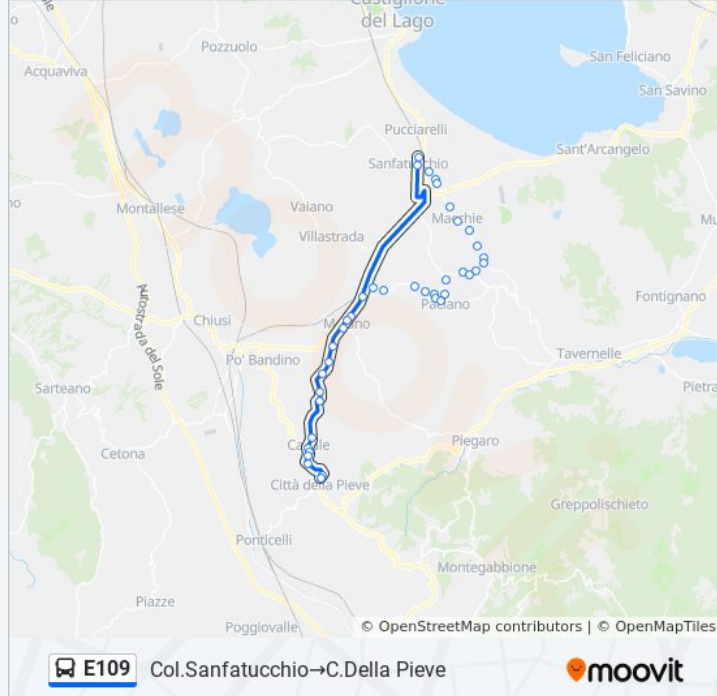 Castiglione
del Lago
Pozzuolo
San Feliciano
Acquaviva
San Savino
Pucciarelli
Sant'Arcangelo
Sanfatucchio
Vaiano
Montallese
Macchie
Villastrada
Mu
Autostrada del Sole
Fontignano
Paciano
Chiusi
Moiano
Tavernelle
Po' Bandino
Sarteano
Pietra
Piegaro
Cetona
Casale
Città della Pieve
Greppolischieto
Ponticelli
Montegabbione
Piazze
Poggiovalle
© OpenStreetMap contributors | © OpenMapTiles
E109 Col.Sanfatucchio→C.Della Pieve
moovit